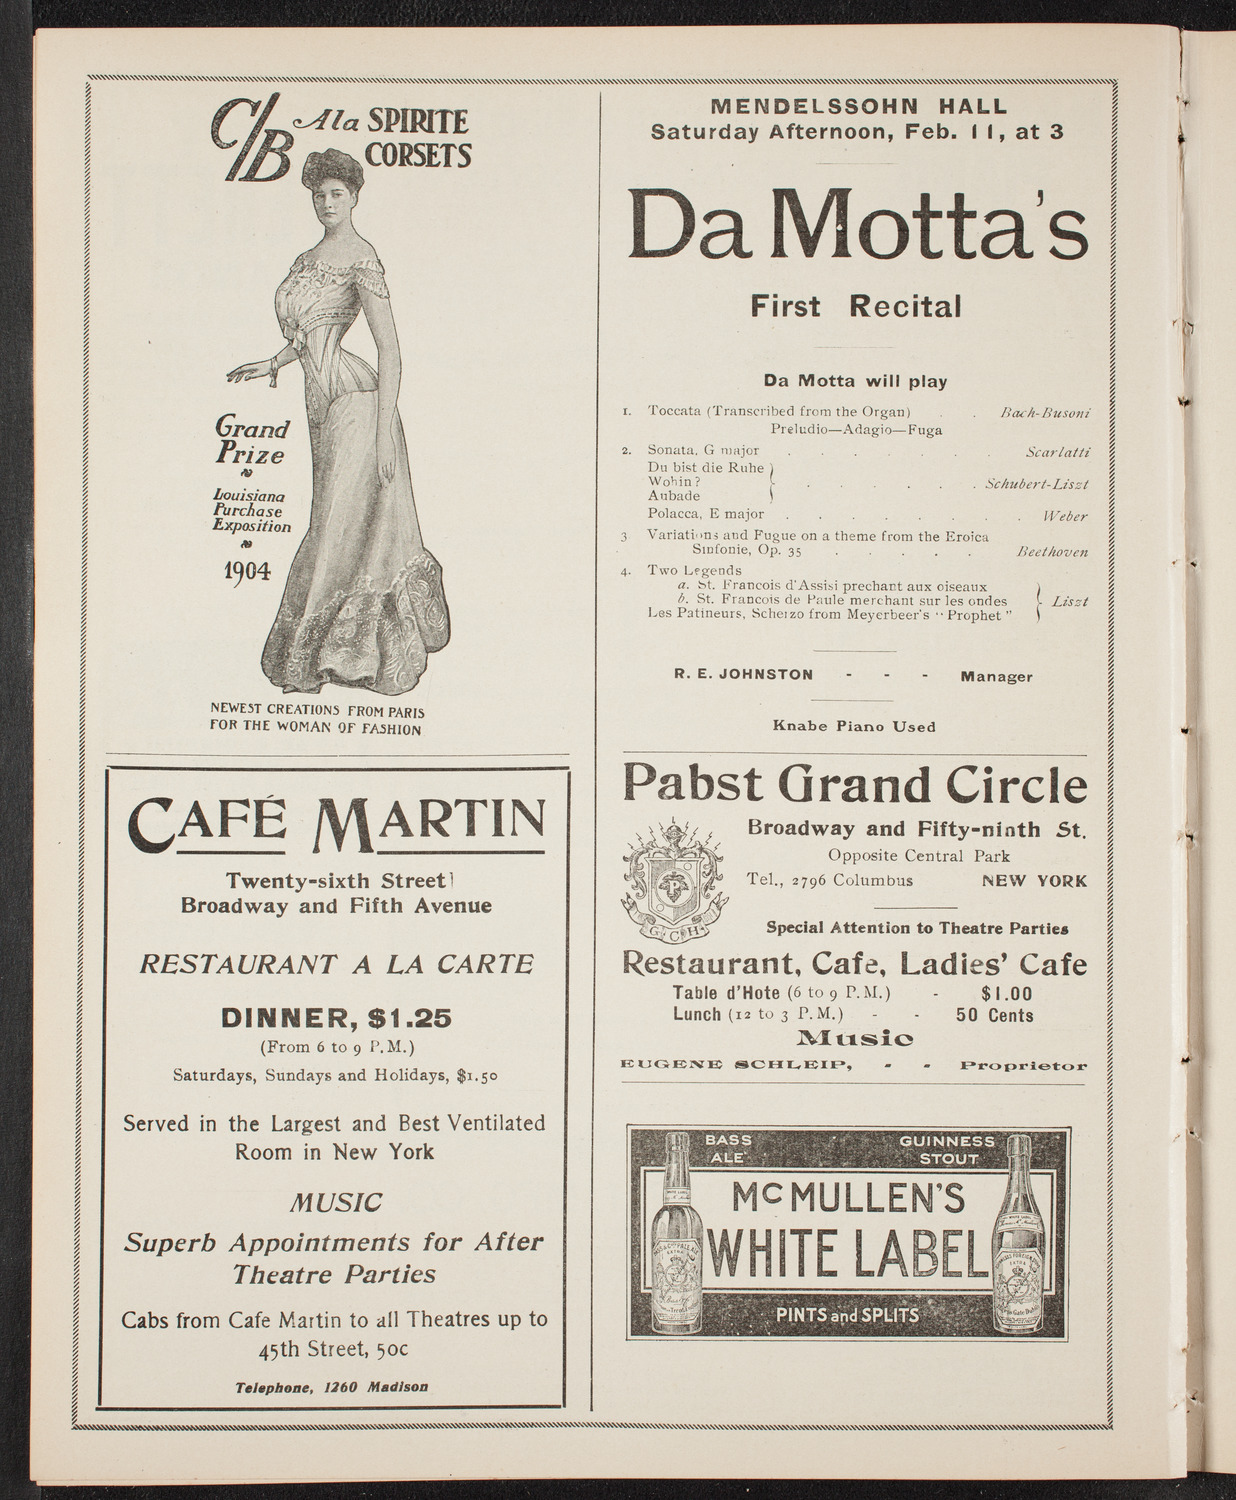 C/B
A la SPIRITE
CORSETS
Grand
Prize
Louisiana
Purchase
Exposition
1904
NEWEST CREATIONS FROM PARIS
FOR THE WOMAN OF FASHION
CAFÉ MARTIN
Twenty-sixth Street
Broadway and Fifth Avenue
RESTAURANT A LA CARTE
DINNER, $1.25
(From 6 to 9 P.M.)
Saturdays, Sundays and Holidays, $1.50
Served in the Largest and Best Ventilated
Room in New York
MUSIC
Superb Appointments for After
Theatre Parties
Cabs from Cafe Martin to all Theatres up to
45th Street, 50c
Telephone, 1260 Madison
MENDELSSOHN HALL
Saturday Afternoon, Feb. 11, at 3
Da Motta's
First Recital
Da Motta will play
1. Toccata (Transcribed from the Organ) . . Bach-Busoni
Preludio—Adagio—Fuga
2. Sonata, G major . . . . . . . Scarlatti
Du bist die Ruhe
Wohin? . . . . . . Schubert-Liszt
Aubade
Polacca, E major . . . . . . . Weber
3 Variations and Fugue on a theme from the Eroica
Sinfonie, Op. 35 . . . . . Beethoven
4. Two Legends
a. St. Francois d'Assisi prechant aux oiseaux
b. St. Francois de Paule merchant sur les ondes Liszt
Les Patineurs, Scherzo from Meyerbeer's "Prophet"
R. E. JOHNSTON - - - Manager
Knabe Piano Used
Pabst Grand Circle
Broadway and Fifty-ninth St.
Opposite Central Park
Tel., 2796 Columbus NEW YORK
P
G C H
Special Attention to Theatre Parties
Restaurant, Cafe, Ladies' Cafe
Table d'Hote (6 to 9 P.M.) - $1.00
Lunch (12 to 3 P.M.) - - 50 Cents
Music
EUGENE SCHLEIP, - - Proprietor
BASS
ALE
GUINNESS
STOUT
McMULLEN'S
WHITE LABEL
PINTS and SPLITS